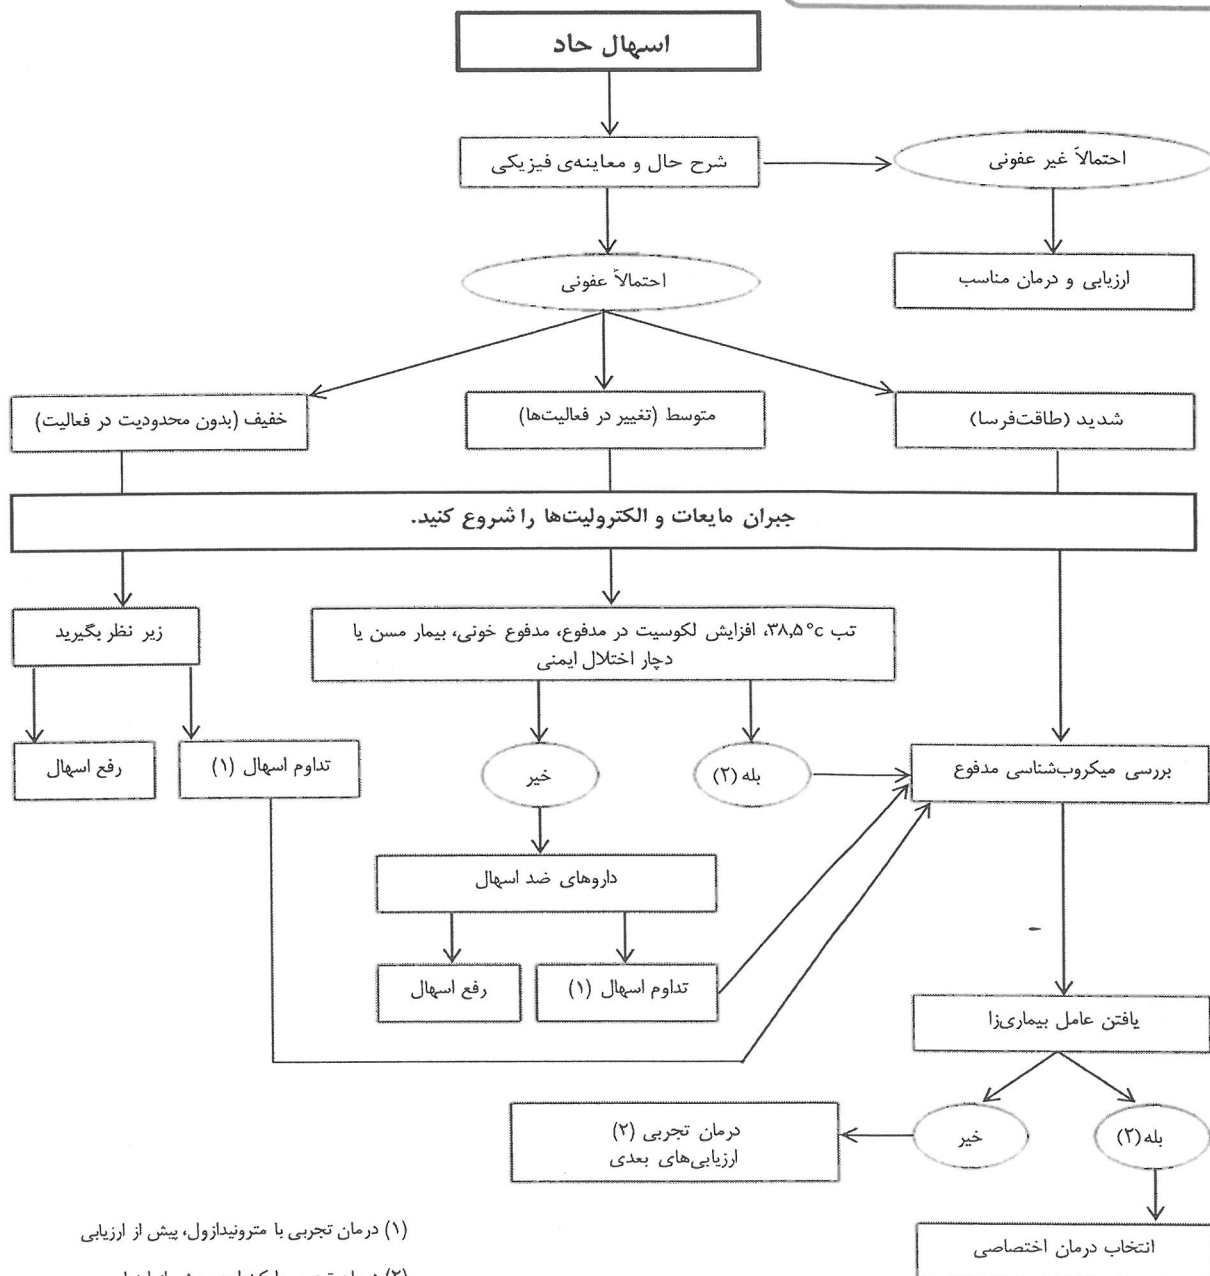 اسهال حاد
شرح حال و معاینه‌ی فیزیکی
احتمالاً غیر عفونی
ارزیابی و درمان مناسب
احتمالاً عفونی
شدید (طاقت‌فرسا)
متوسط (تغییر در فعالیت‌ها)
خفیف (بدون محدودیت در فعالیت)
جبران مایعات و الکترولیت‌ها را شروع کنید.
تب ۳۸,۵°c، افزایش لکوسیت در مدفوع، مدفوع خونی، بیمار مسن یا
دچار اختلال ایمنی
زیر نظر بگیرید
بررسی میکروب‌شناسی مدفوع
بله (۲)
خیر
تداوم اسهال (۱)
رفع اسهال
داروهای ضد اسهال
تداوم اسهال (۱)
رفع اسهال
یافتن عامل بیماری‌زا
بله (۲)
خیر
درمان تجربی (۲)
ارزیابی‌های بعدی
انتخاب درمان اختصاصی
(۱) درمان تجربی با مترونیدازول، پیش از ارزیابی
(۲) درمان تجربی با